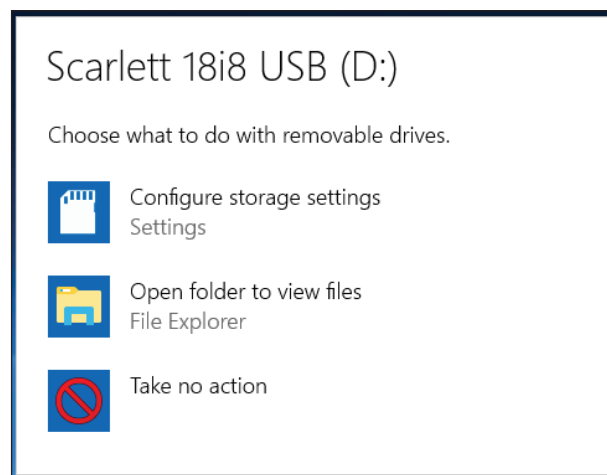 Scarlett 18i8 USB (D:)
Choose what to do with removable drives.
Configure storage settings
Settings
Open folder to view files
File Explorer
Take no action